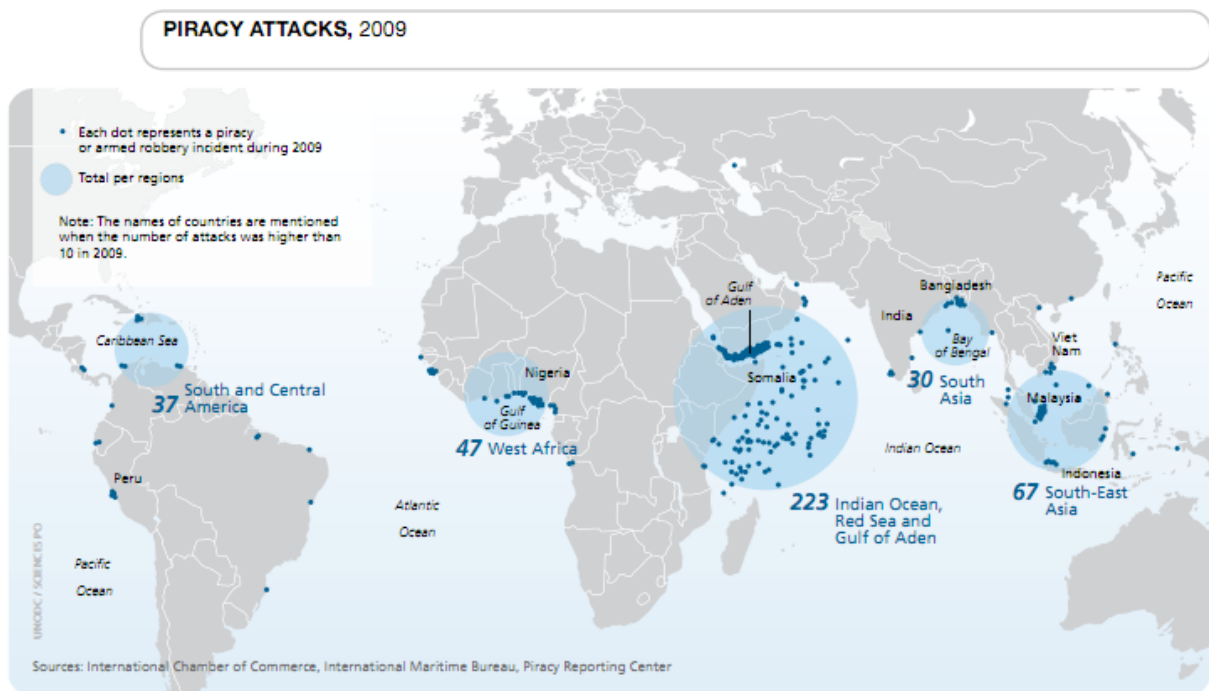 PIRACY ATTACKS, 2009
Each dot represents a piracy
or armed robbery incident during 2009
Total per regions
Note: The names of countries are mentioned
when the number of attacks was higher than
10 in 2009.
Caribbean Sea
37 South and Central
America
Peru
Pacific
Ocean
Atlantic
Ocean
Nigeria
Gulf
of Guinea
47 West Africa
Gulf
of Aden
Somalia
223 Indian Ocean,
Red Sea and
Gulf of Aden
Indian Ocean
India
Bangladesh
Bay
of Bengal
30 South
Asia
Viet
Nam
Malaysia
Indonesia
67 South-East
Asia
Pacific
Ocean
UNODC / SCIENCES PO
Sources: International Chamber of Commerce, International Maritime Bureau, Piracy Reporting Center